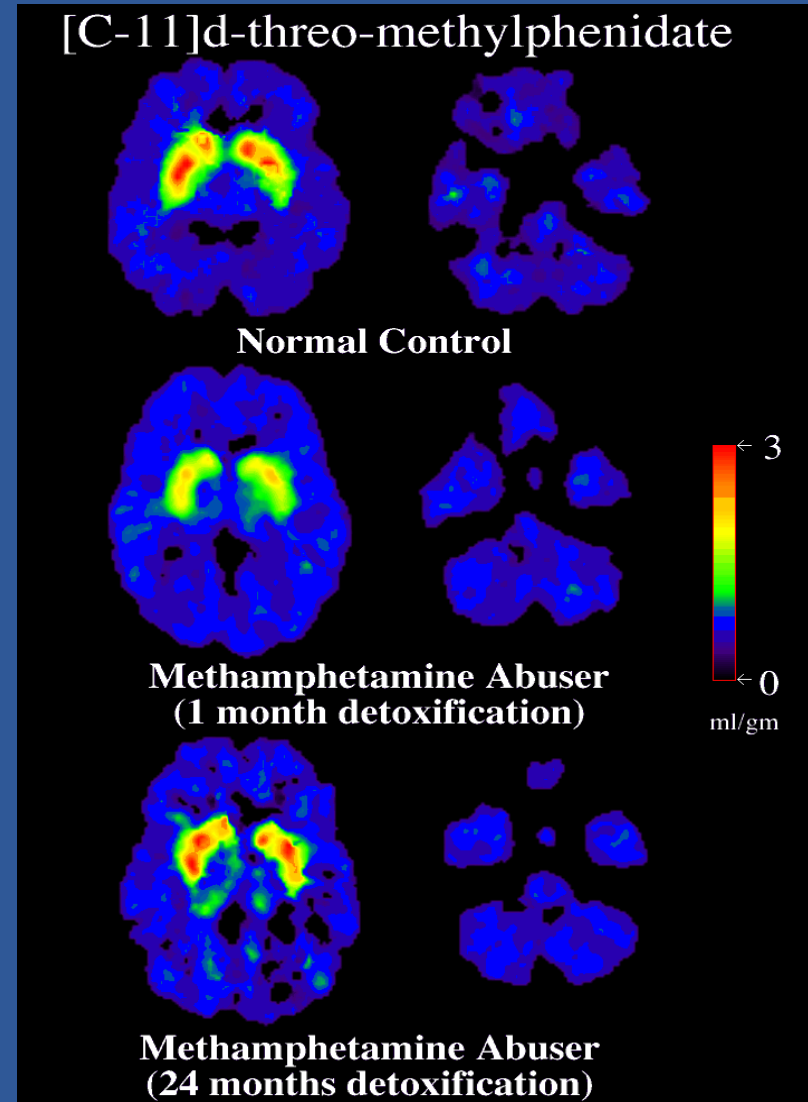 [C-11]d-threo-methylphenidate
Normal Control
3
0
ml/gm
Methamphetamine Abuser
(1 month detoxification)
Methamphetamine Abuser
(24 months detoxification)